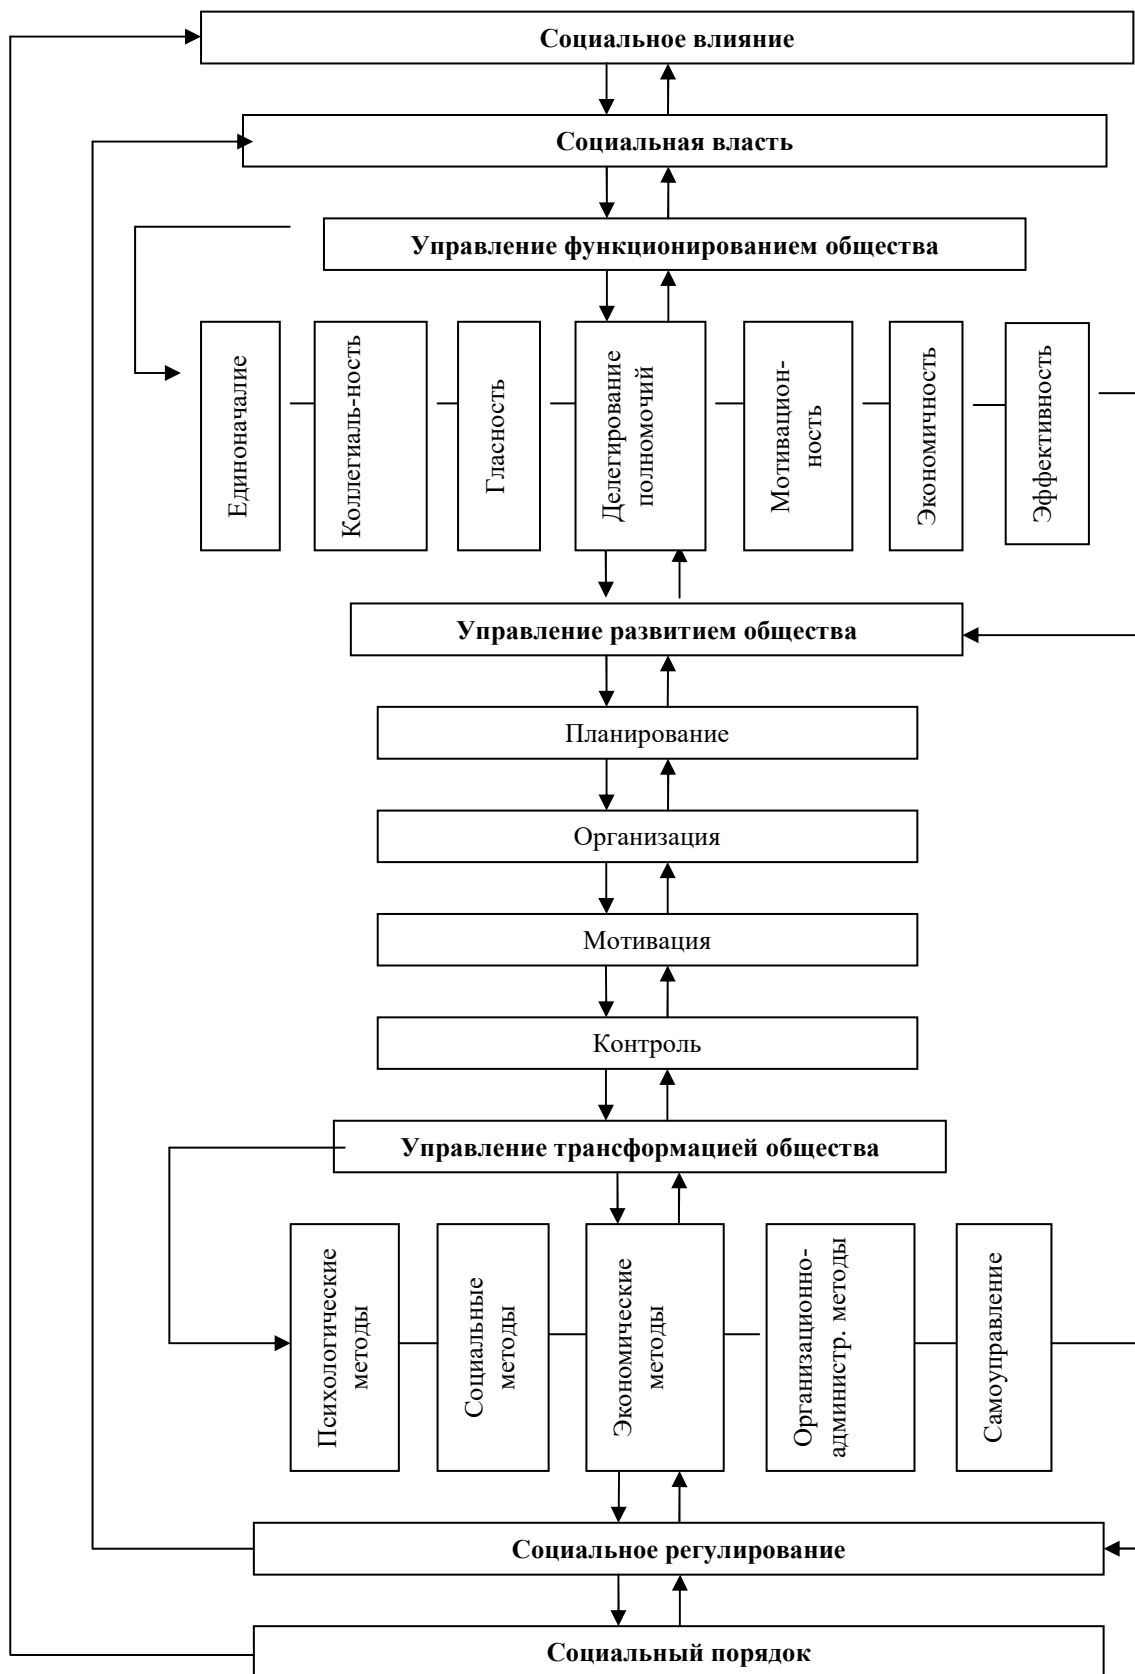 Социальное влияние
Социальная власть
Управление функционированием общества
Единоначалие
Коллегиаль-ность
Гласность
Делегирование
полномочий
Мотивацион-
ность
Экономичность
Эффективность
Управление развитием общества
Планирование
Организация
Мотивация
Контроль
Управление трансформацией общества
Психологические
методы
Социальные
методы
Экономические
методы
Организационно-
администр. методы
Самоуправление
Социальное регулирование
Социальный порядок